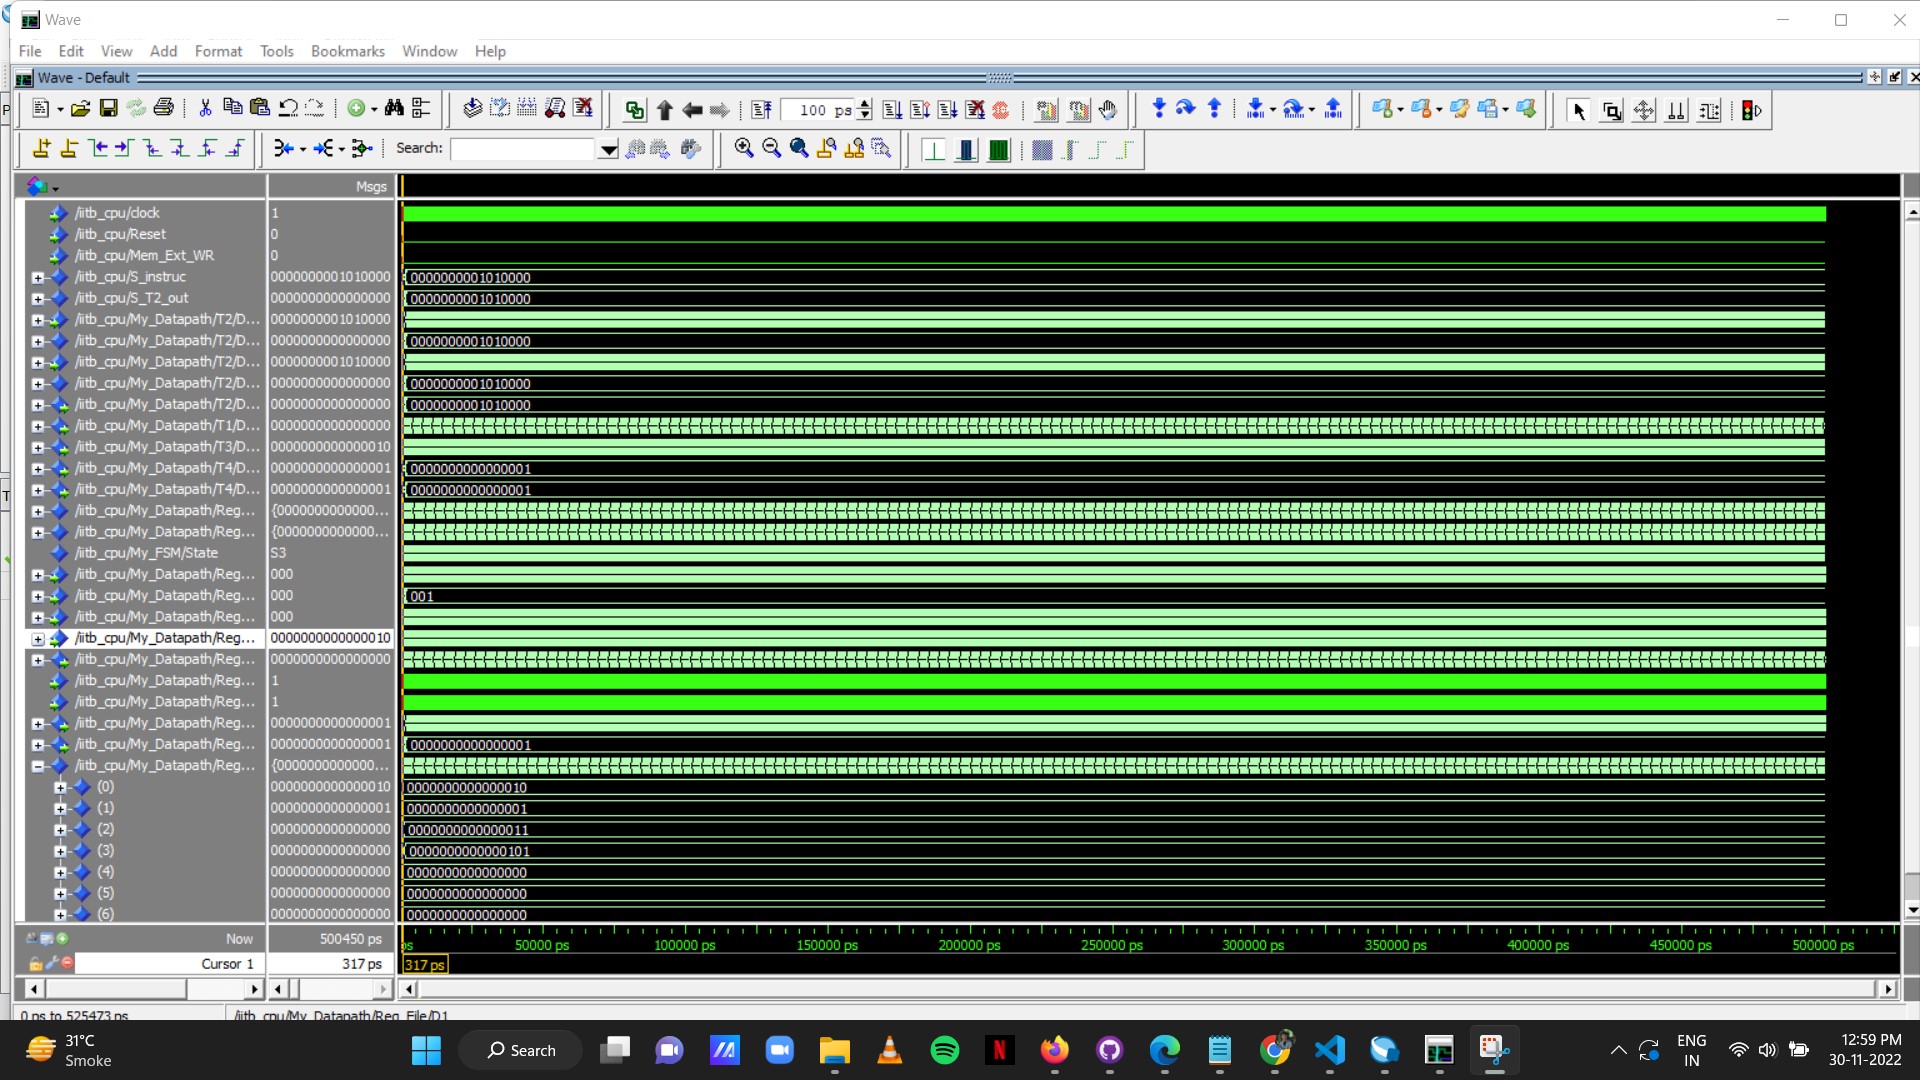 Wave
File Edit View Add Format Tools Bookmarks Window Help
Wave - Default
100 ps
Search:
Msgs
/iitb_cpu/clock 1
/iitb_cpu/Reset 0
/iitb_cpu/Mem_Ext_WR 0
/iitb_cpu/S_instruc 0000000001010000 0000000001010000
/iitb_cpu/S_T2_out 0000000000000000 0000000001010000
/iitb_cpu/My_Datapath/T2/D... 0000000001010000
/iitb_cpu/My_Datapath/T2/D... 0000000000000000 0000000001010000
/iitb_cpu/My_Datapath/T2/D... 0000000001010000
/iitb_cpu/My_Datapath/T2/D... 0000000000000000 0000000001010000
/iitb_cpu/My_Datapath/T2/D... 0000000000000000 0000000001010000
/iitb_cpu/My_Datapath/T1/D... 0000000000000000
/iitb_cpu/My_Datapath/T3/D... 0000000000000010
/iitb_cpu/My_Datapath/T4/D... 0000000000000001 0000000000000001
/iitb_cpu/My_Datapath/T4/D... 0000000000000001 0000000000000001
/iitb_cpu/My_Datapath/Reg... {0000000000000...
/iitb_cpu/My_Datapath/Reg... {0000000000000...
/iitb_cpu/My_FSM/State S3
/iitb_cpu/My_Datapath/Reg... 000
/iitb_cpu/My_Datapath/Reg... 000 001
/iitb_cpu/My_Datapath/Reg... 000
/iitb_cpu/My_Datapath/Reg... 0000000000000010
/iitb_cpu/My_Datapath/Reg... 0000000000000000
/iitb_cpu/My_Datapath/Reg... 1
/iitb_cpu/My_Datapath/Reg... 1
/iitb_cpu/My_Datapath/Reg... 0000000000000001
/iitb_cpu/My_Datapath/Reg... 0000000000000001 0000000000000001
/iitb_cpu/My_Datapath/Reg... {0000000000000...
(0) 0000000000000010 0000000000000010
(1) 0000000000000001 0000000000000001
(2) 0000000000000000 0000000000000011
(3) 0000000000000000 0000000000000101
(4) 0000000000000000 0000000000000000
(5) 0000000000000000 0000000000000000
(6) 0000000000000000 0000000000000000
Now 500450 ps
50000 ps 100000 ps 150000 ps 200000 ps 250000 ps 300000 ps 350000 ps 400000 ps 450000 ps 500000 ps
Cursor 1 317 ps 317 ps
0 ps to 525473 ps /iitb_cpu/My_Datapath/Reg_File/D1
31°C
Smoke
Search
ENG
IN
12:59 PM
30-11-2022